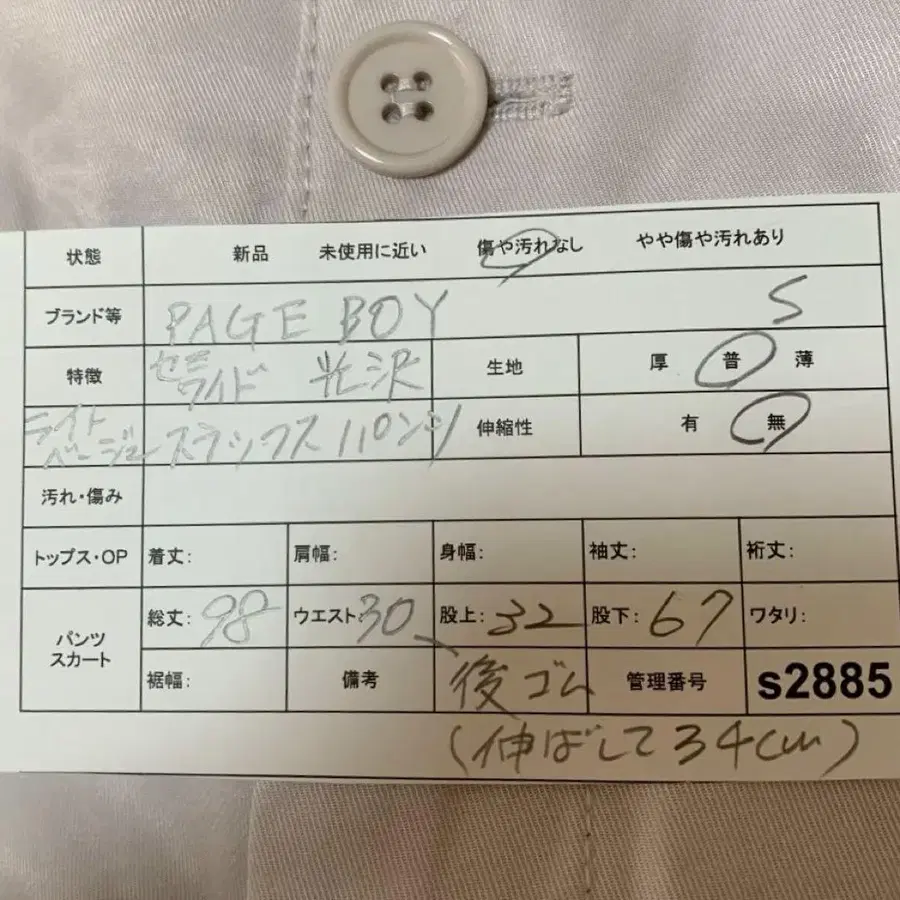 状態 新品 未使用に近い 傷や汚れなし やや傷や汚れあり
ブランド等 PAGE BOY S
特徴 セミワイド 光沢 生地 厚 普 薄
ライトベージュ スラックスパンツ 伸縮性 有 無
汚れ・傷み
トップス・OP 着丈: 肩幅: 身幅: 袖丈: 裄丈:
パンツ スカート 総丈: 98 ウエスト: 30 股上: 32 股下: 67 ワタリ:
裾幅: 備考 後ゴム 管理番号 s2885
(伸ばして34cm)